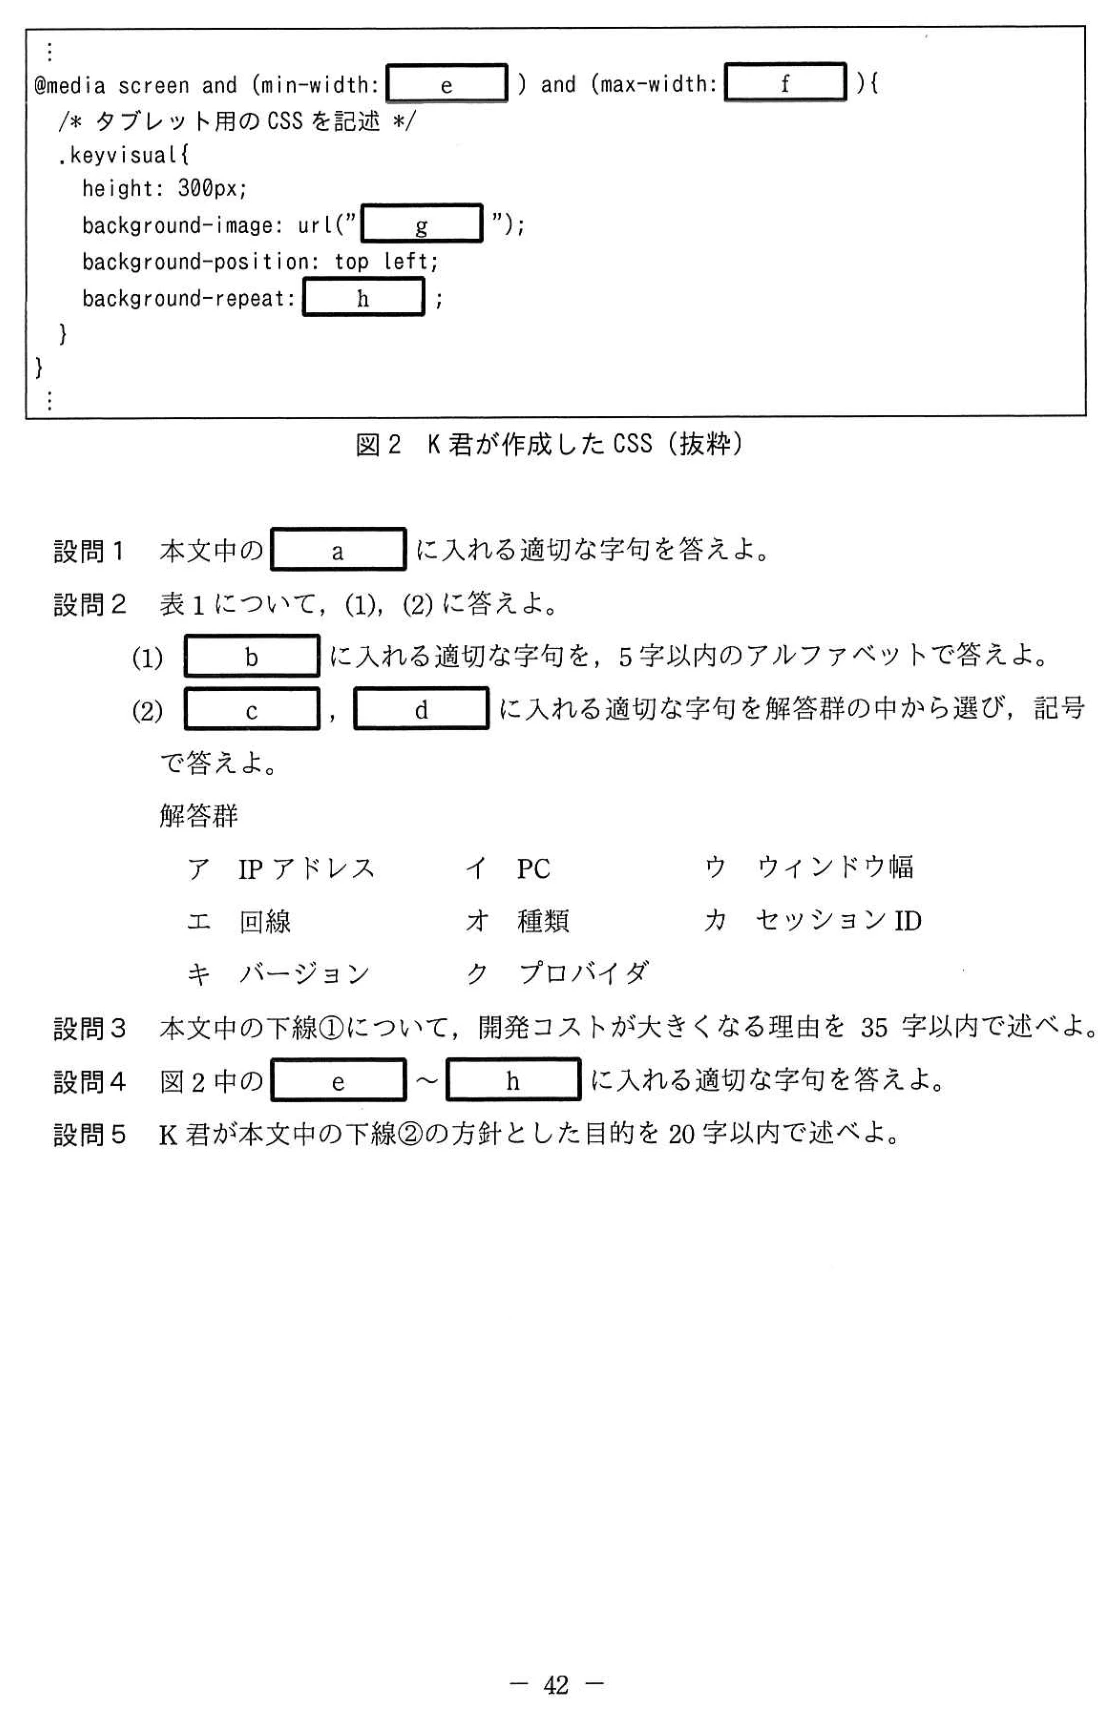 ⋮
@media screen and (min-width: e ) and (max-width: f ){
/* タブレット用の CSS を記述 */
.keyvisual{
height: 300px;
background-image: url(” g ”);
background-position: top left;
background-repeat: h ;
}
}
⋮
図2 K 君が作成した CSS（抜粋）
設問1 本文中の a に入れる適切な字句を答えよ。
設問2 表1について，(1)，(2)に答えよ。
(1) b に入れる適切な字句を，5字以内のアルファベットで答えよ。
(2) c ， d に入れる適切な字句を解答群の中から選び，記号
で答えよ。
解答群
ア IP アドレス イ PC ウ ウィンドウ幅
エ 回線 オ 種類 カ セッション ID
キ バージョン ク プロバイダ
設問3 本文中の下線①について，開発コストが大きくなる理由を 35 字以内で述べよ。
設問4 図2中の e ～ h に入れる適切な字句を答えよ。
設問5 K 君が本文中の下線②の方針とした目的を 20 字以内で述べよ。
－ 42 －